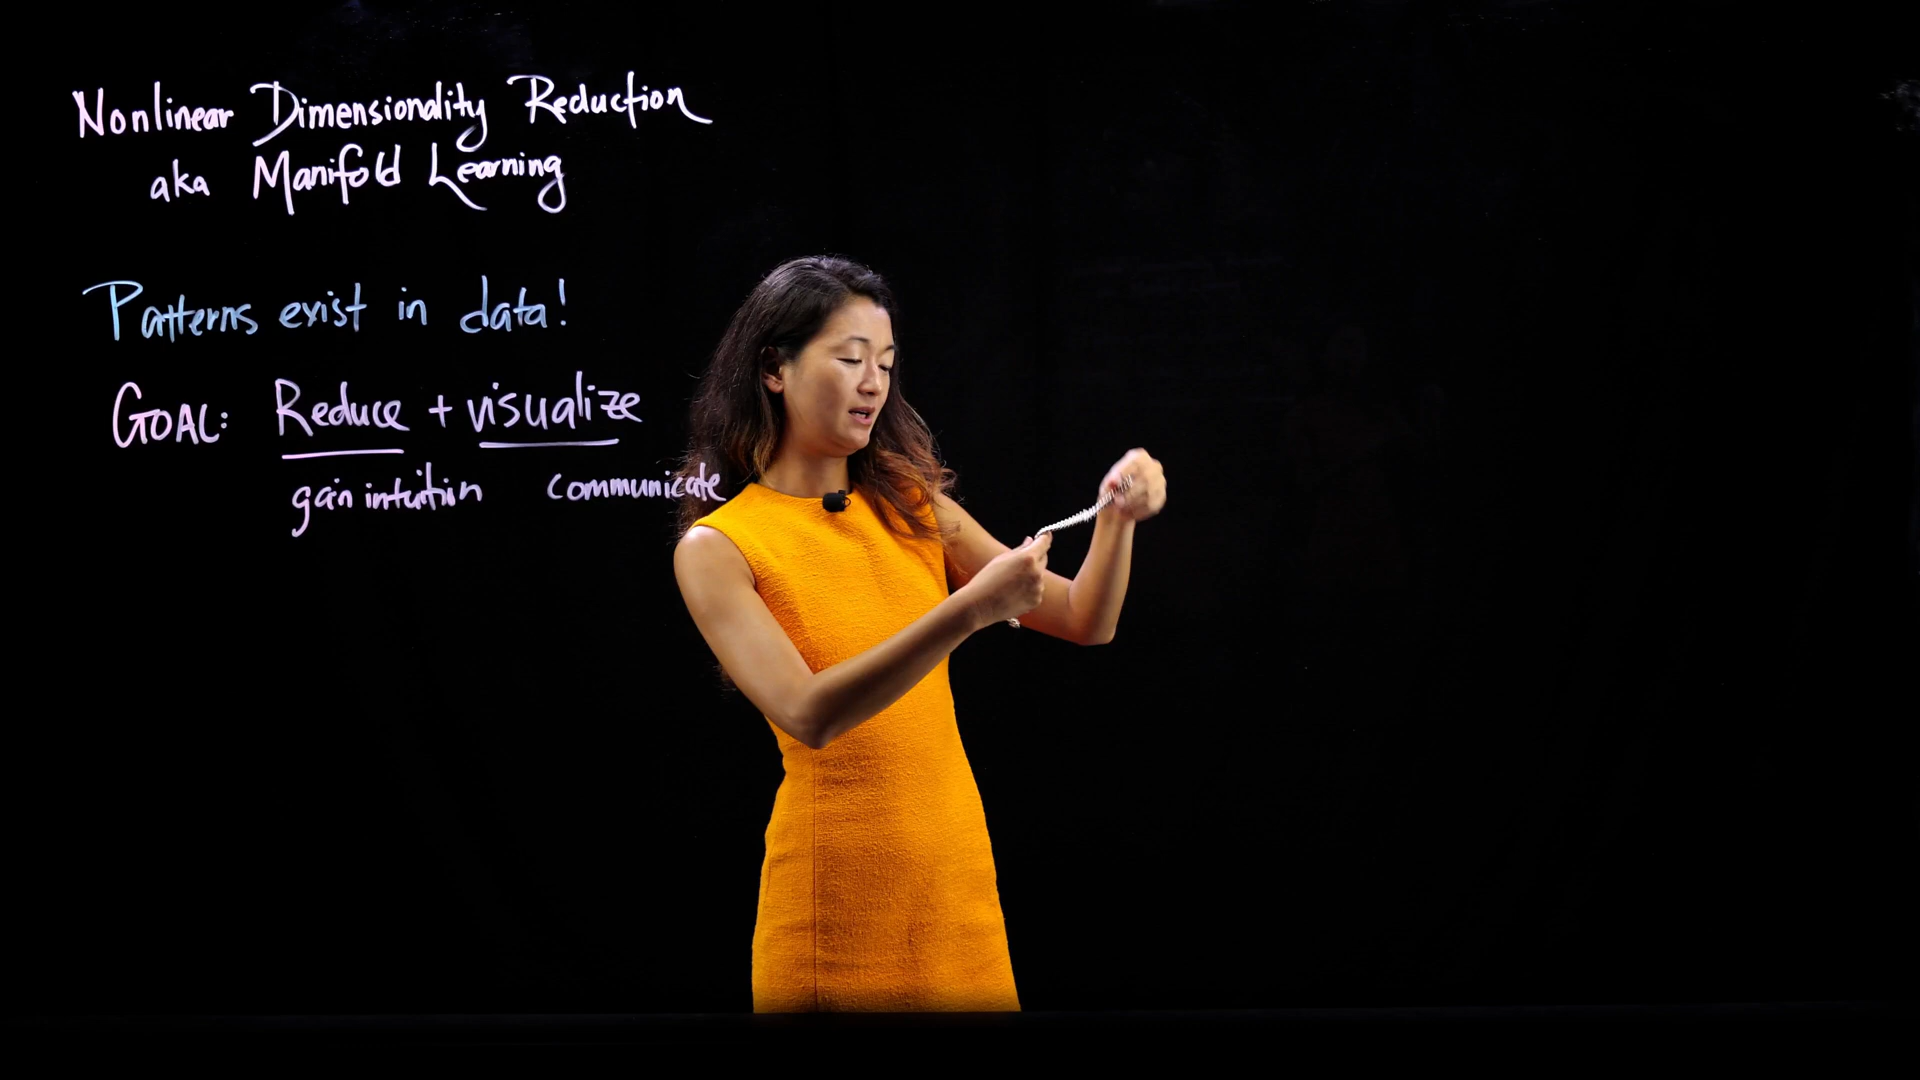 Nonlinear Dimensionality Reduction
aka Manifold Learning
Patterns exist in data!
GOAL: Reduce + visualize
gain intuition communicate